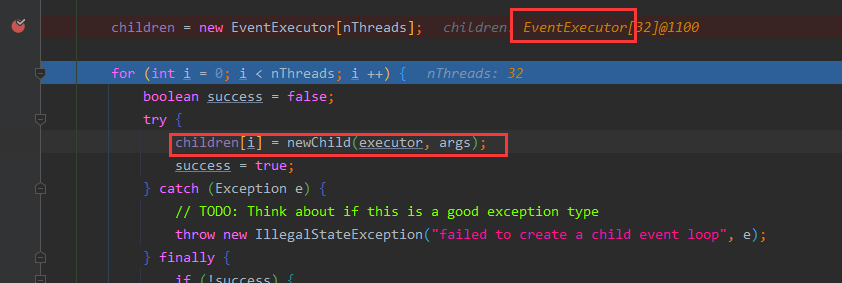 children = new EventExecutor[nThreads]; children: EventExecutor[32]@1100
for (int i = 0; i < nThreads; i ++) { nThreads: 32
boolean success = false;
try {
children[i] = newChild(executor, args);
success = true;
} catch (Exception e) {
// TODO: Think about if this is a good exception type
throw new IllegalStateException("failed to create a child event loop", e);
} finally {
if (!success) {